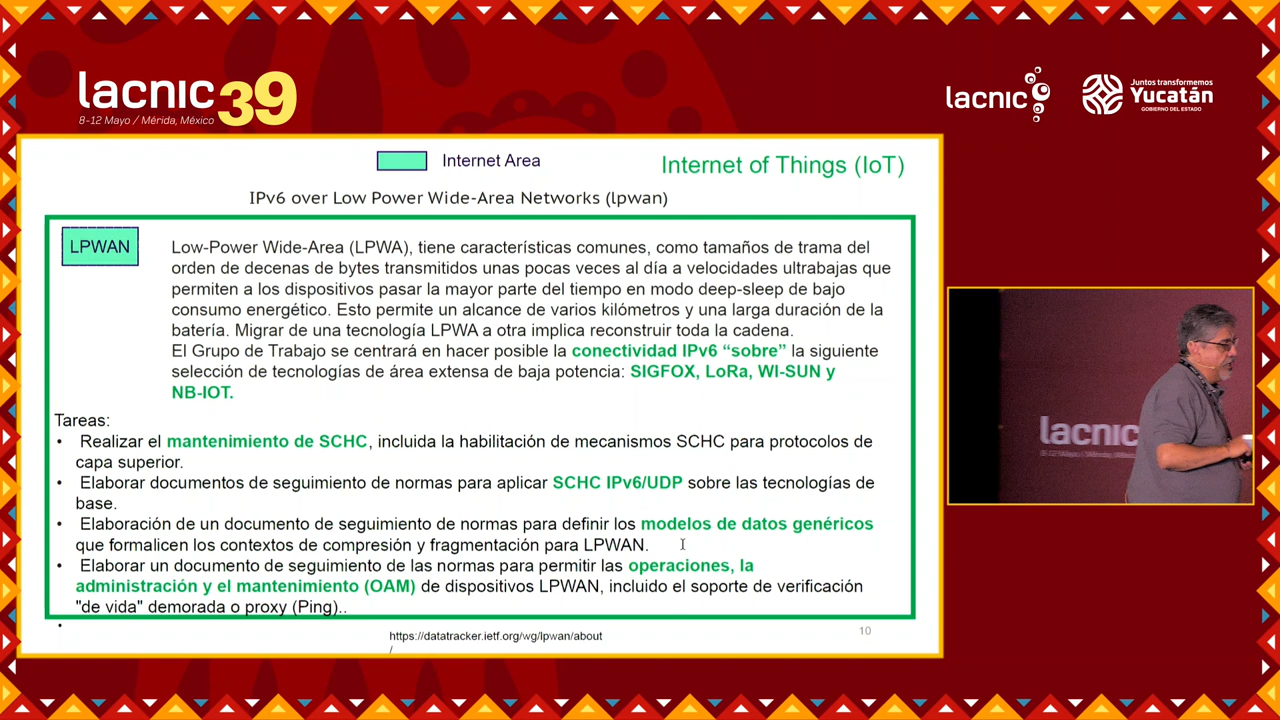 lacnic 39
8-12 Mayo / Mérida, México
lacnic
Juntos transformemos
Yucatán
GOBIERNO DEL ESTADO
Internet Area
Internet of Things (IoT)
IPv6 over Low Power Wide-Area Networks (lpwan)
LPWAN
Low-Power Wide-Area (LPWA), tiene características comunes, como tamaños de trama del
orden de decenas de bytes transmitidos unas pocas veces al día a velocidades ultrabajas que
permiten a los dispositivos pasar la mayor parte del tiempo en modo deep-sleep de bajo
consumo energético. Esto permite un alcance de varios kilómetros y una larga duración de la
batería. Migrar de una tecnología LPWA a otra implica reconstruir toda la cadena.
El Grupo de Trabajo se centrará en hacer posible la conectividad IPv6 “sobre” la siguiente
selección de tecnologías de área extensa de baja potencia: SIGFOX, LoRa, WI-SUN y
NB-IOT.
Tareas:
• Realizar el mantenimiento de SCHC, incluida la habilitación de mecanismos SCHC para protocolos de
capa superior.
• Elaborar documentos de seguimiento de normas para aplicar SCHC IPv6/UDP sobre las tecnologías de
base.
• Elaboración de un documento de seguimiento de normas para definir los modelos de datos genéricos
que formalicen los contextos de compresión y fragmentación para LPWAN.
• Elaborar un documento de seguimiento de las normas para permitir las operaciones, la
administración y el mantenimiento (OAM) de dispositivos LPWAN, incluido el soporte de verificación
"de vida" demorada o proxy (Ping)..
•
https://datatracker.ietf.org/wg/lpwan/about
/
10
lacnic